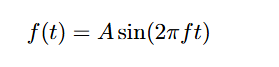 f(t) = A sin(2πft)